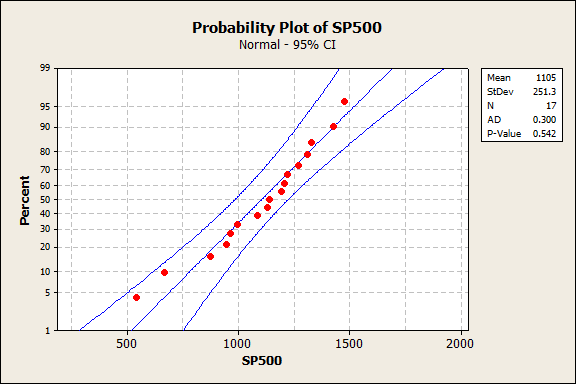 Probability Plot of SP500
Normal - 95% CI
Mean 1105
StDev 251.3
N 17
AD 0.300
P-Value 0.542
Percent
99
95
90
80
70
60
50
40
30
20
10
5
1
500 1000 1500 2000
SP500